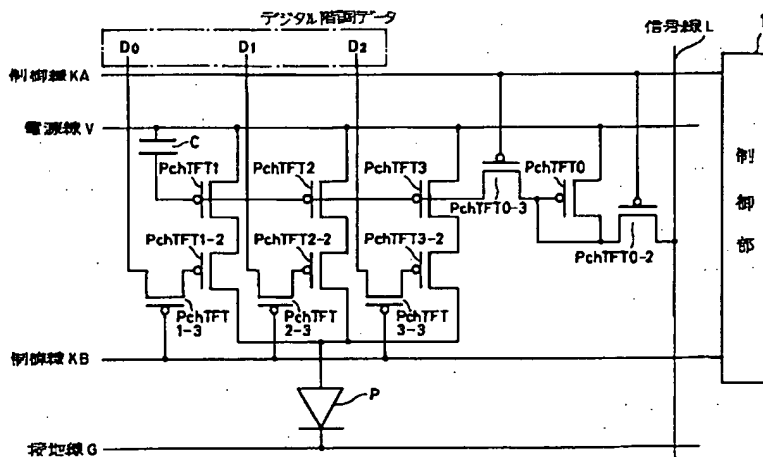 デジタル階調データ
D0 D1 D2
信号線L
制御線KA
電源線V
C
PchTFT1
PchTFT2
PchTFT3
PchTFT0
PchTFT0-3
PchTFT0-2
制御部
PchTFT1-2
PchTFT2-2
PchTFT3-2
PchTFT
1-3
PchTFT
2-3
PchTFT
3-3
制御線KB
P
接地線G